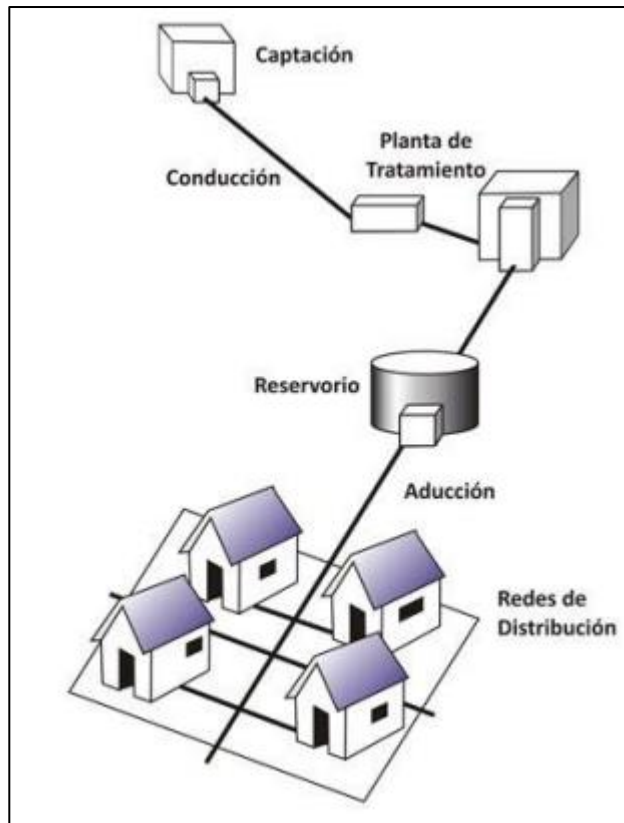 Captación
Planta de
Tratamiento
Conducción
Reservorio
Aducción
Redes de
Distribución